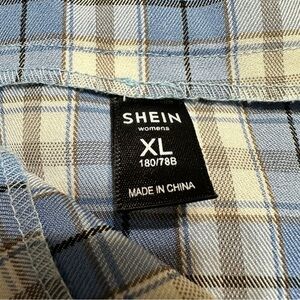 SHEIN
womens
XL
180/78B
MADE IN CHINA